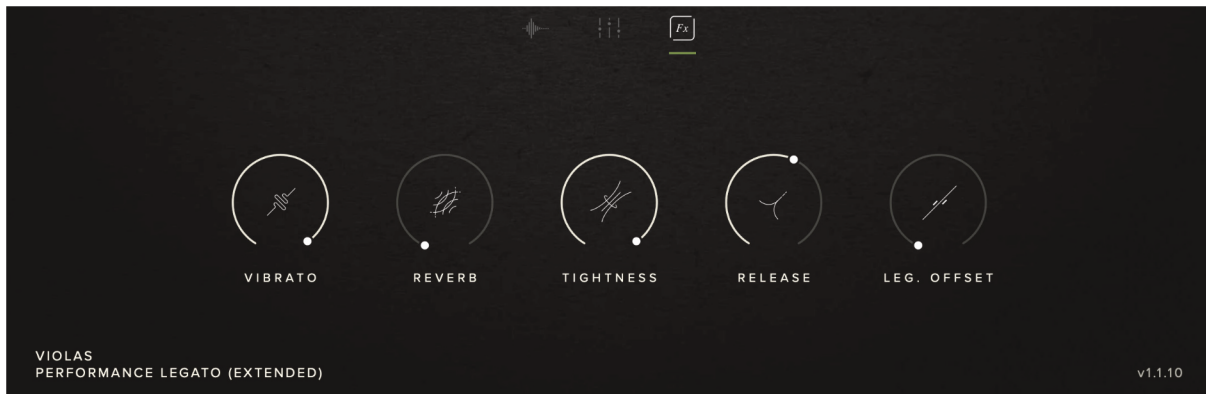 Fx
VIBRATO
REVERB
TIGHTNESS
RELEASE
LEG. OFFSET
VIOLAS
PERFORMANCE LEGATO (EXTENDED)
v1.1.10